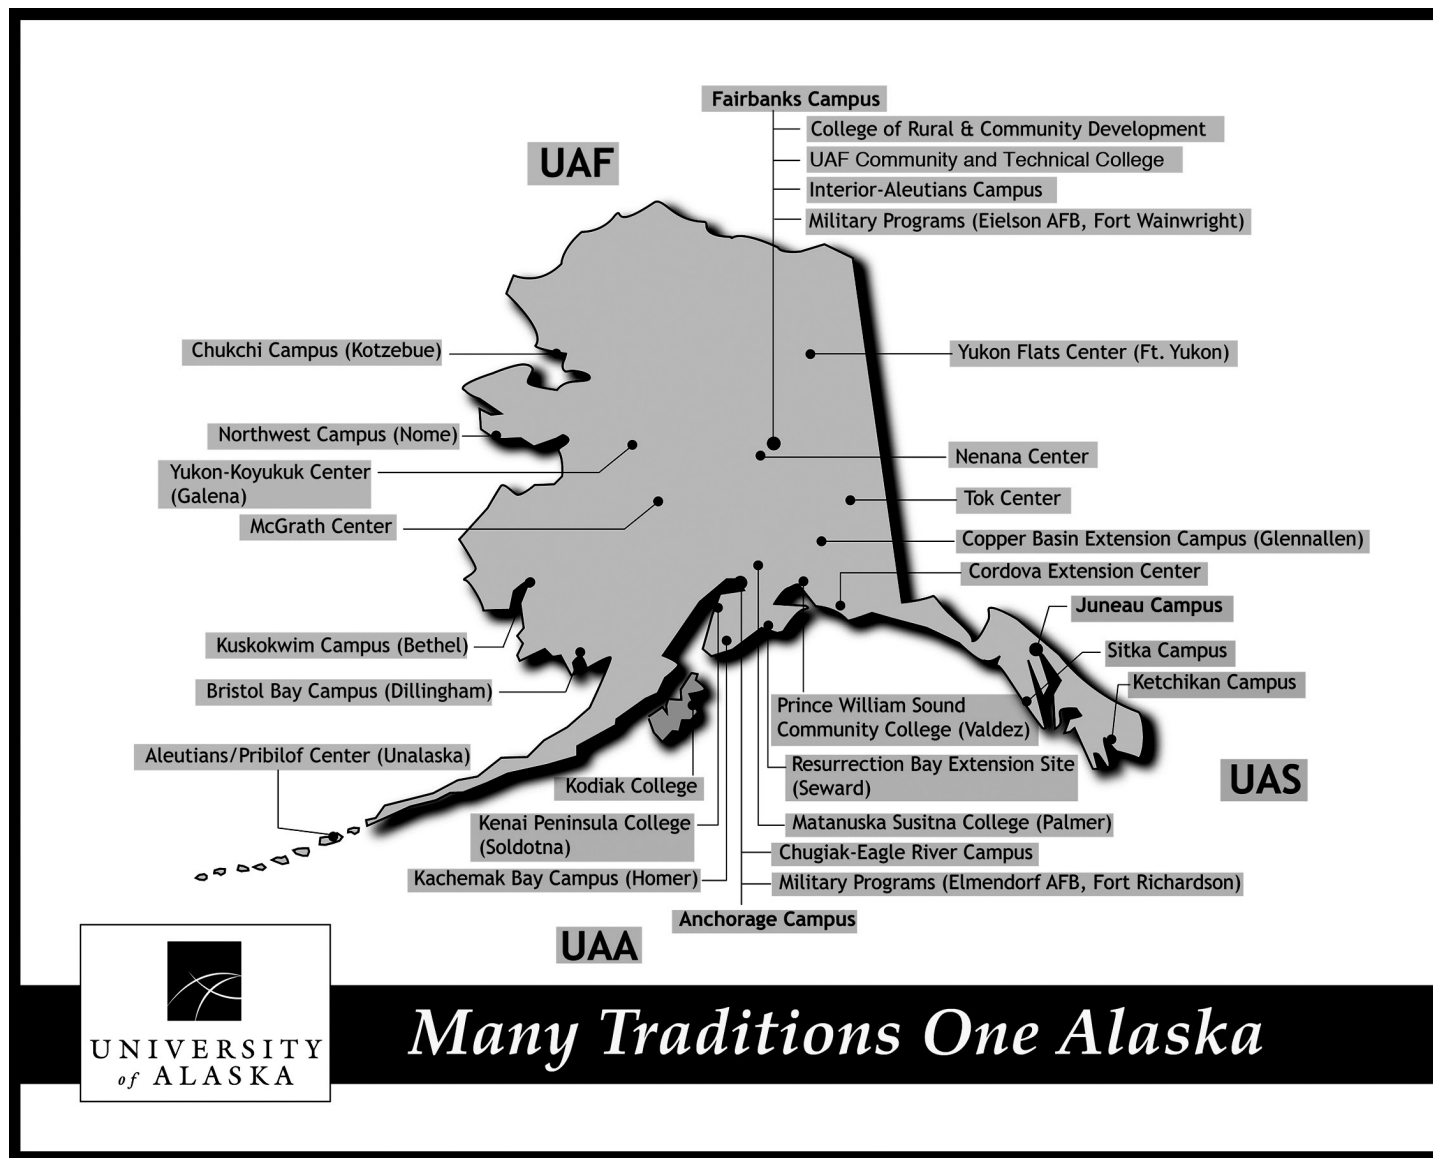 Fairbanks Campus
College of Rural & Community Development
UAF
UAF Community and Technical College
Interior-Aleutians Campus
Military Programs (Eielson AFB, Fort Wainwright)
Chukchi Campus (Kotzebue)
Yukon Flats Center (Ft. Yukon)
Northwest Campus (Nome)
Nenana Center
Yukon-Koyukuk Center
(Galena)
Tok Center
McGrath Center
Copper Basin Extension Campus (Glennallen)
Cordova Extension Center
Juneau Campus
Kuskokwim Campus (Bethel)
Sitka Campus
Ketchikan Campus
Bristol Bay Campus (Dillingham)
Prince William Sound
Community College (Valdez)
Aleutians/Pribilof Center (Unalaska)
Resurrection Bay Extension Site
(Seward)
UAS
Kodiak College
Kenai Peninsula College
(Soldotna)
Matanuska Susitna College (Palmer)
Chugiak-Eagle River Campus
Kachemak Bay Campus (Homer)
Military Programs (Elmendorf AFB, Fort Richardson)
Anchorage Campus
UAA
Many Traditions One Alaska
UNIVERSITY
of ALASKA